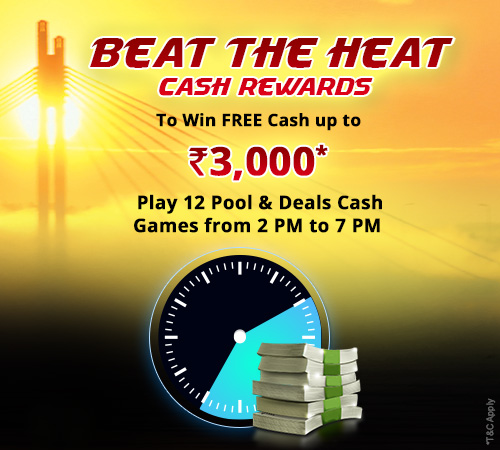 BEAT THE HEAT
CASH REWARDS
To Win FREE Cash up to
₹3,000*
Play 12 Pool & Deals Cash
Games from 2 PM to 7 PM
*T&C Apply